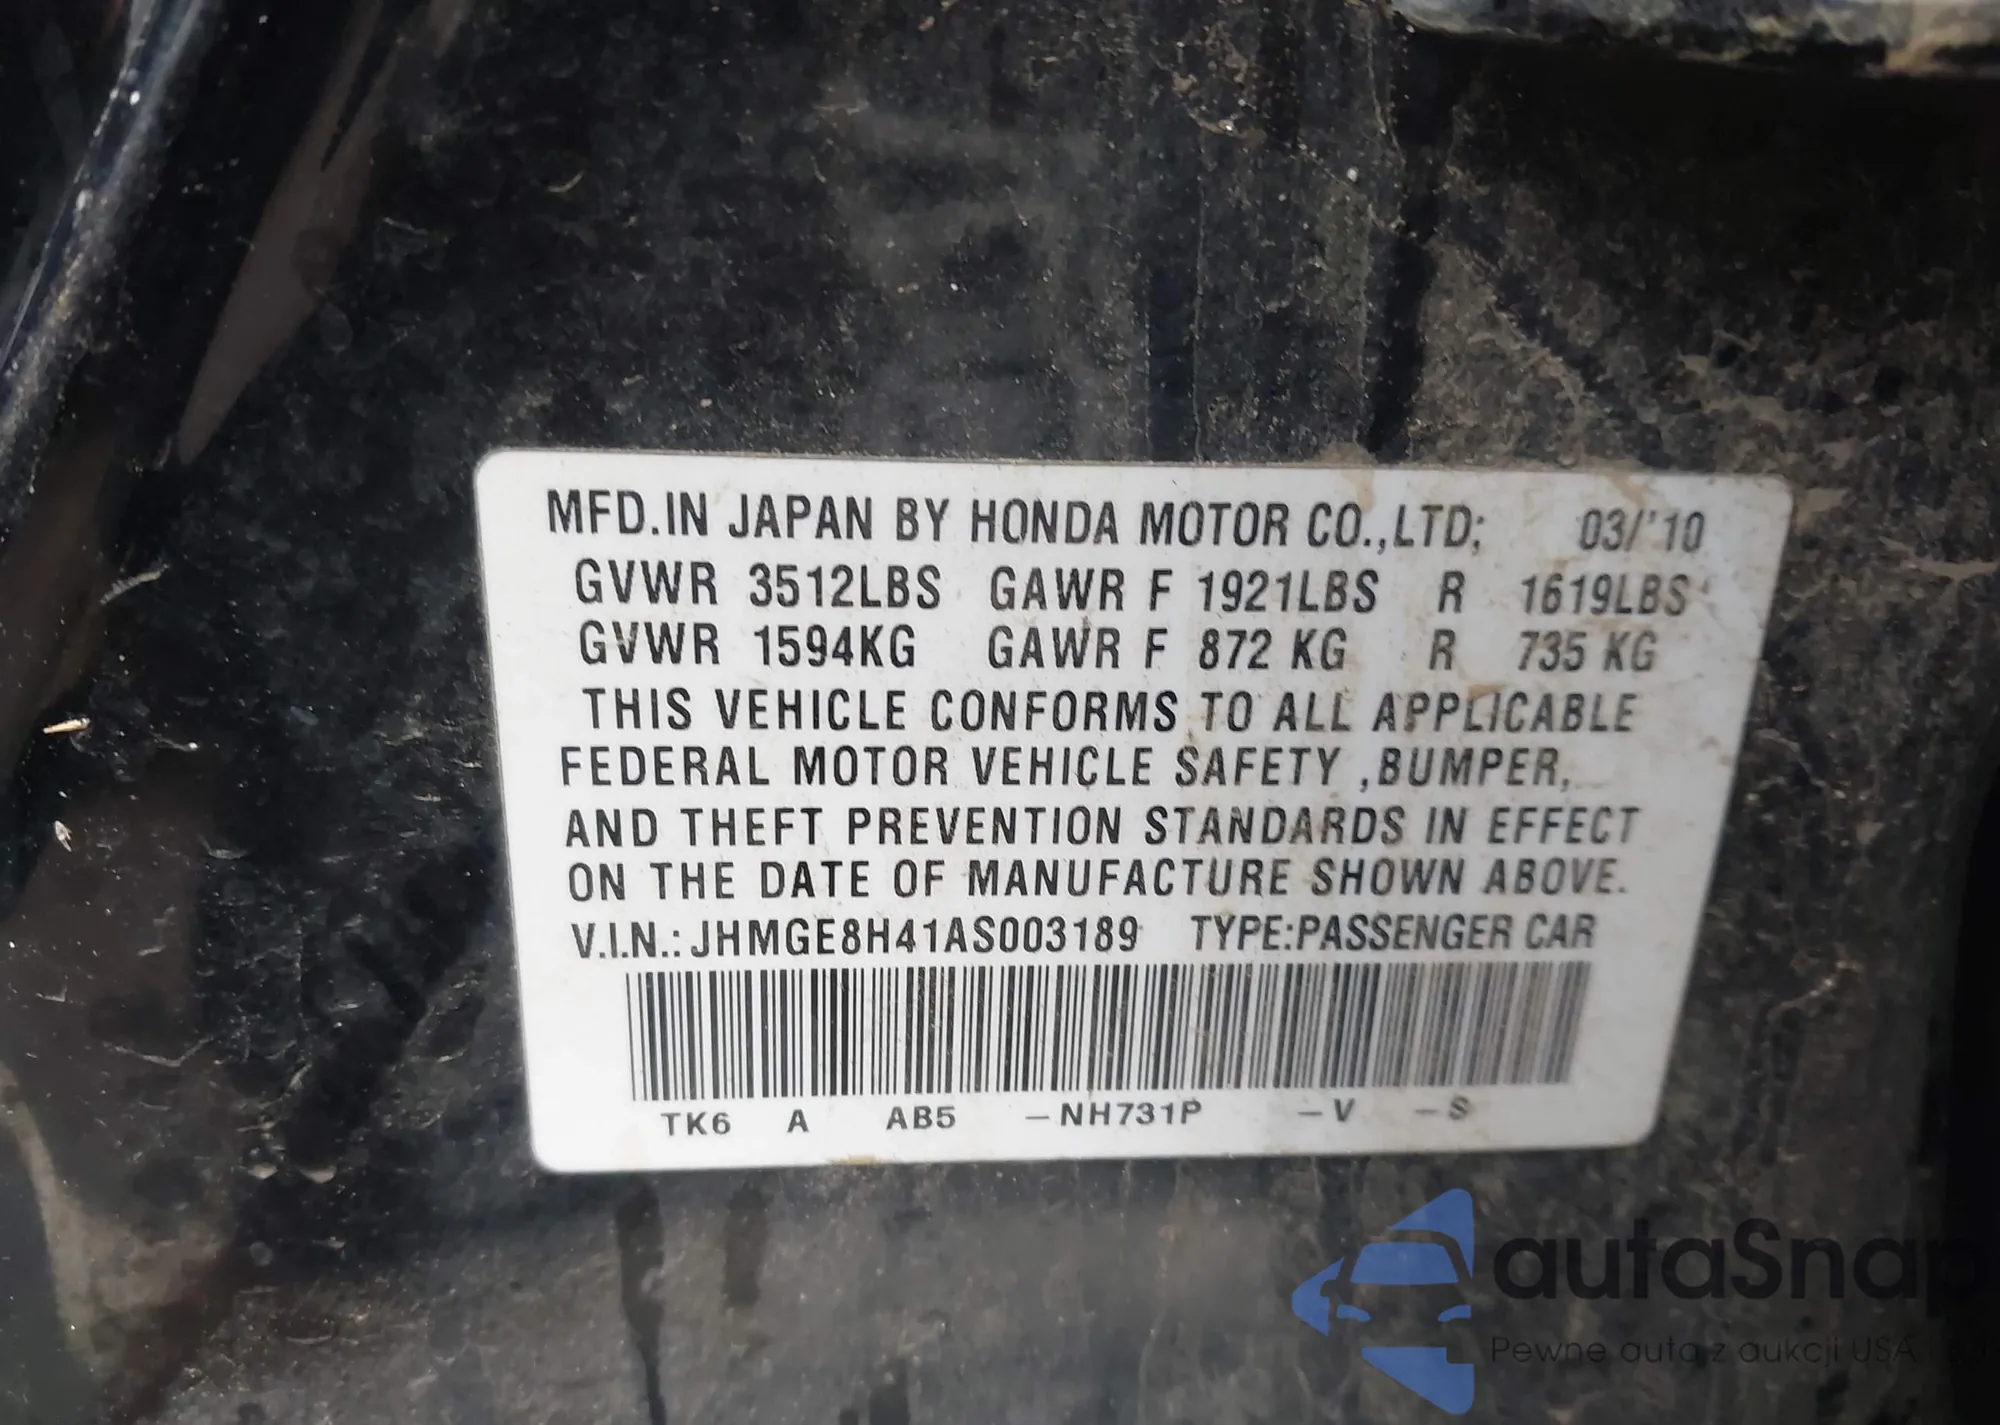 MFD.IN JAPAN BY HONDA MOTOR CO.,LTD; 03/'10
GVWR 3512LBS GAWR F 1921LBS R 1619LBS
GVWR 1594KG GAWR F 872 KG R 735 KG
THIS VEHICLE CONFORMS TO ALL APPLICABLE
FEDERAL MOTOR VEHICLE SAFETY ,BUMPER,
AND THEFT PREVENTION STANDARDS IN EFFECT
ON THE DATE OF MANUFACTURE SHOWN ABOVE.
V.I.N.: JHMGE8H41AS003189 TYPE:PASSENGER CAR
TK6 A AB5 -NH731P -V -S
autaSnap
Pewne auta z aukcji USA